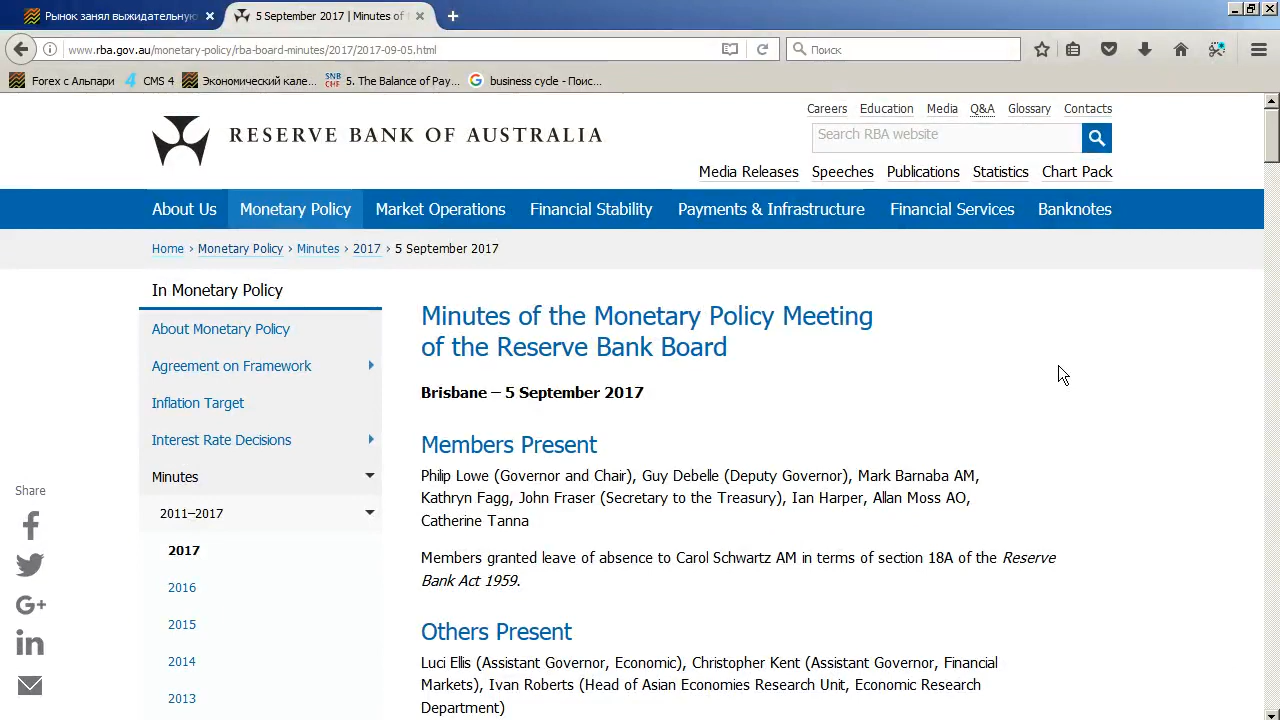 Рынок занял выжидательную
5 September 2017 | Minutes of t
www.rba.gov.au/monetary-policy/rba-board-minutes/2017/2017-09-05.html
Поиск
Forex с Альпари
CMS 4
Экономический кале...
SNB CHF
5. The Balance of Pay...
business cycle - Поис...
Careers Education Media Q&A Glossary Contacts
RESERVE BANK OF AUSTRALIA
Search RBA website
Media Releases Speeches Publications Statistics Chart Pack
About Us Monetary Policy Market Operations Financial Stability Payments & Infrastructure Financial Services Banknotes
Home › Monetary Policy › Minutes › 2017 › 5 September 2017
In Monetary Policy
About Monetary Policy
Agreement on Framework
Inflation Target
Interest Rate Decisions
Minutes
2011–2017
2017
2016
2015
2014
2013
Share
Minutes of the Monetary Policy Meeting
of the Reserve Bank Board
Brisbane – 5 September 2017
Members Present
Philip Lowe (Governor and Chair), Guy Debelle (Deputy Governor), Mark Barnaba AM,
Kathryn Fagg, John Fraser (Secretary to the Treasury), Ian Harper, Allan Moss AO,
Catherine Tanna
Members granted leave of absence to Carol Schwartz AM in terms of section 18A of the Reserve
Bank Act 1959.
Others Present
Luci Ellis (Assistant Governor, Economic), Christopher Kent (Assistant Governor, Financial
Markets), Ivan Roberts (Head of Asian Economies Research Unit, Economic Research
Department)